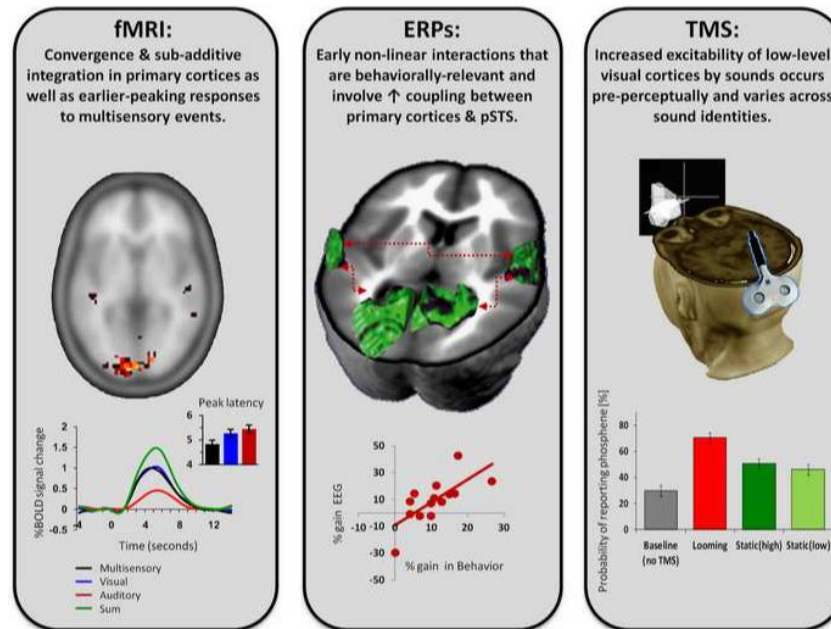 fMRI:
Convergence & sub-additive
integration in primary cortices as
well as earlier-peaking responses
to multisensory events.
Peak latency
6
5
4
2
1.5
1
0.5
0
-0.5
%BOLD signal change
-4
0
4
8
12
Time (seconds)
Multisensory
Visual
Auditory
Sum
ERPs:
Early non-linear interactions that
are behaviorally-relevant and
involve ↑ coupling between
primary cortices & pSTS.
50
30
10
-10
-50
% gain EEG
-10
0
10
20
30
% gain in Behavior
TMS:
Increased excitability of low-level
visual cortices by sounds occurs
pre-perceptually and varies across
sound identities.
Probability of reporting phosphene [%]
80
60
40
20
0
Baseline
(no TMS)
Looming
Static(high)
Static(low)